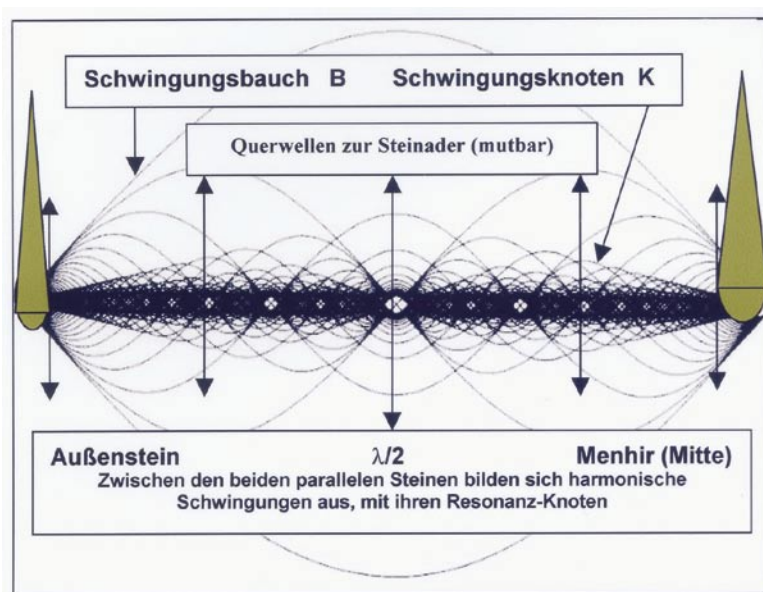 Schwingungsbauch B Schwingungsknoten K
Querwellen zur Steinader (mutbar)
Außenstein λ/2 Menhir (Mitte)
Zwischen den beiden parallelen Steinen bilden sich harmonische
Schwingungen aus, mit ihren Resonanz-Knoten